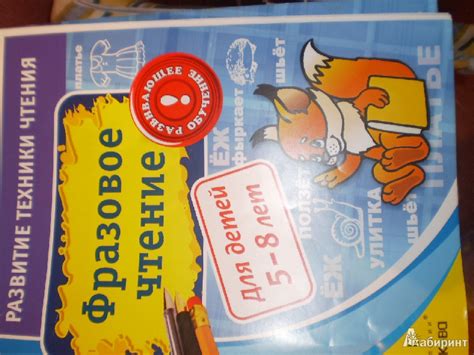 РАЗВИТИЕ ТЕХНИКИ ЧТЕНИЯ
платье
РАЗВИВАЮЩЕЕ ОБУЧЕНИЕ
Фразовое
чтение
Для детей
5-8 лет
ЁЖ
фыркает
шьёт
ползёт
ЁЖ
УЛИТКА
шьёт
ПЛАТЬЕ
Лабиринт